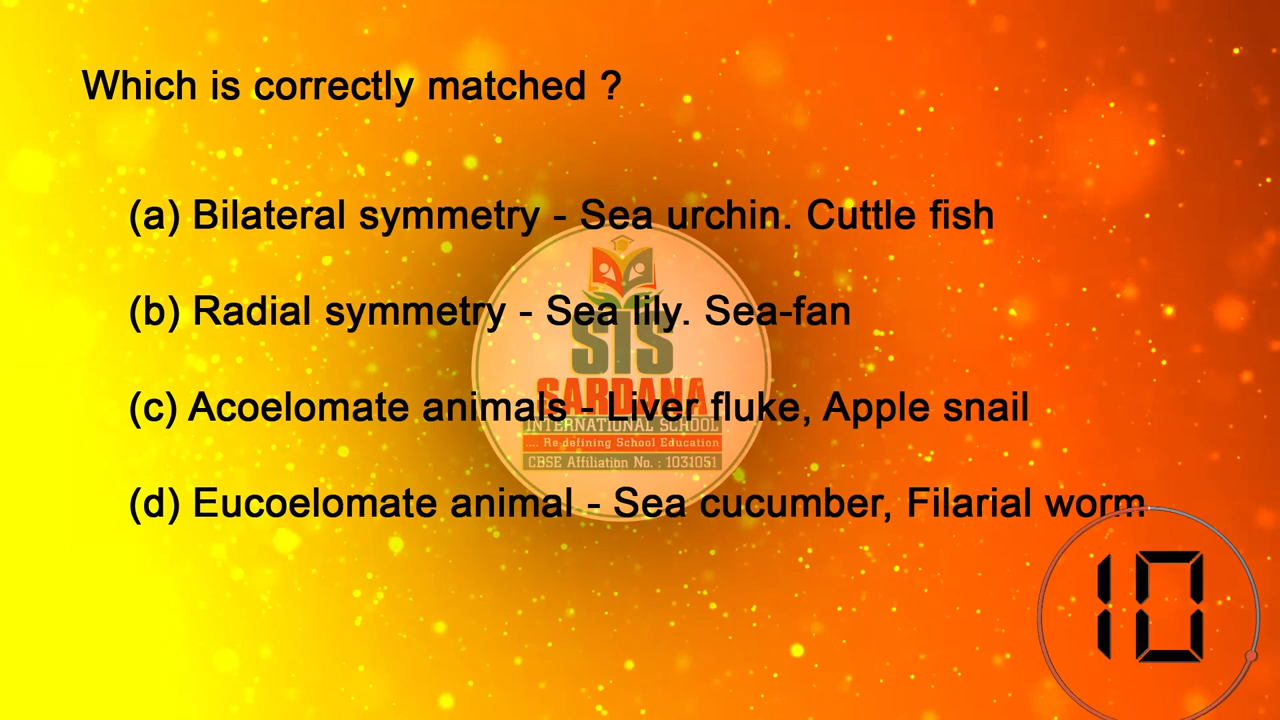 Which is correctly matched ?
(a) Bilateral symmetry - Sea urchin. Cuttle fish
(b) Radial symmetry - Sea lily. Sea-fan
SIS
(c) Acoelomate animals - Liver fluke, Apple snail
SARDANA
INTERNATIONAL SCHOOL
.... Re-defining School Education
CBSE Affiliation No. : 1031051
(d) Eucoelomate animal - Sea cucumber, Filarial worm
10